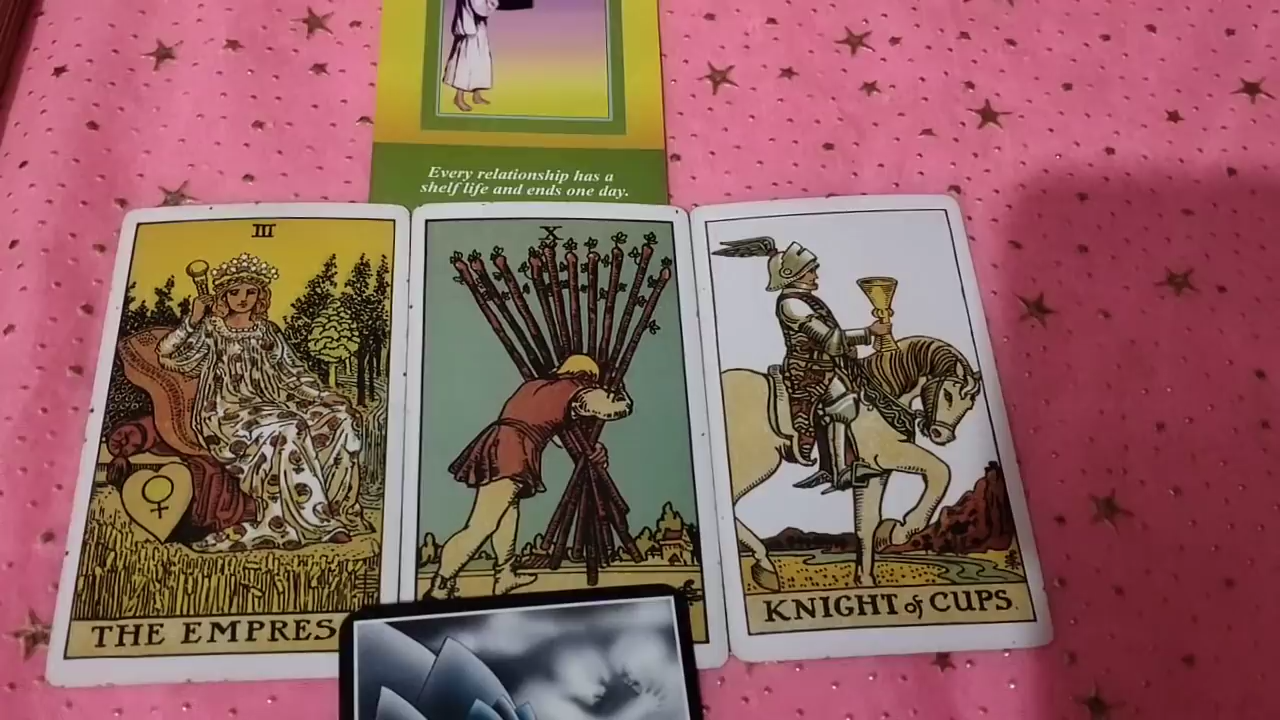 Every relationship has a
shelf life and ends one day.
III
X
THE EMPRES
KNIGHT of CUPS.